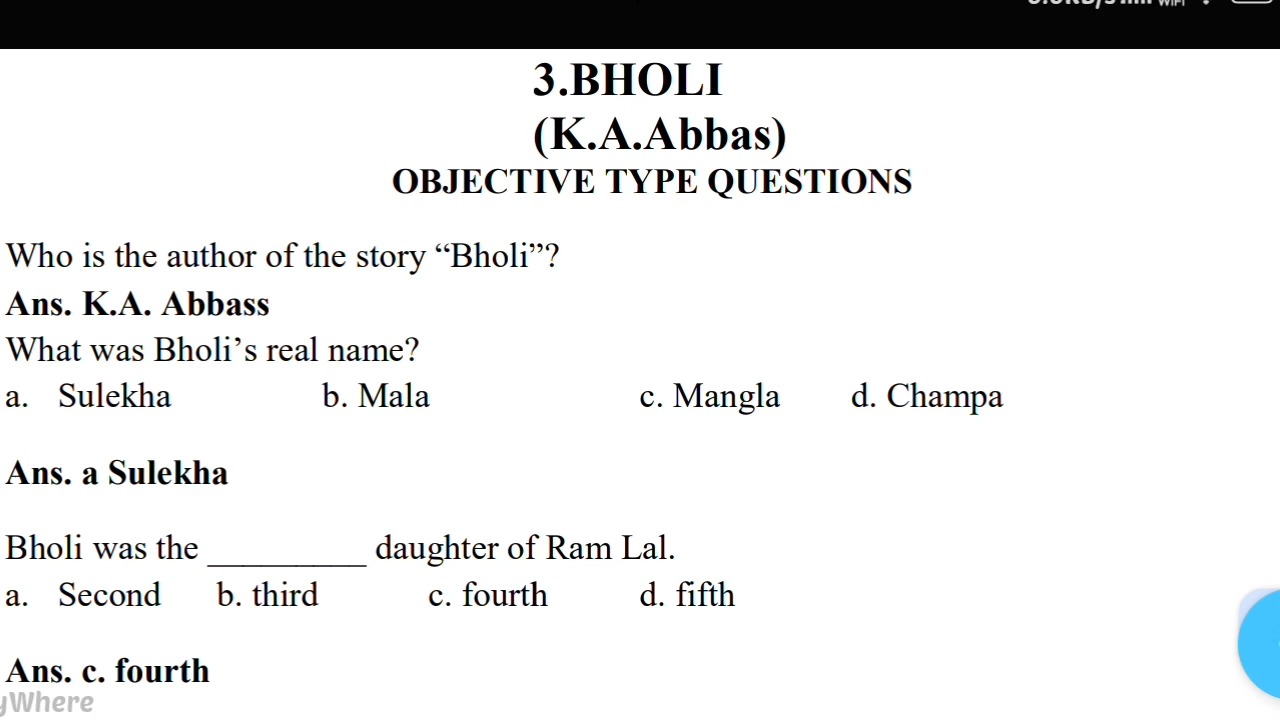 3.BHOLI
(K.A.Abbas)
OBJECTIVE TYPE QUESTIONS
Who is the author of the story “Bholi”?
Ans. K.A. Abbass
What was Bholi’s real name?
a. Sulekha b. Mala c. Mangla d. Champa
Ans. a Sulekha
Bholi was the _________ daughter of Ram Lal.
a. Second b. third c. fourth d. fifth
Ans. c. fourth
yWhere